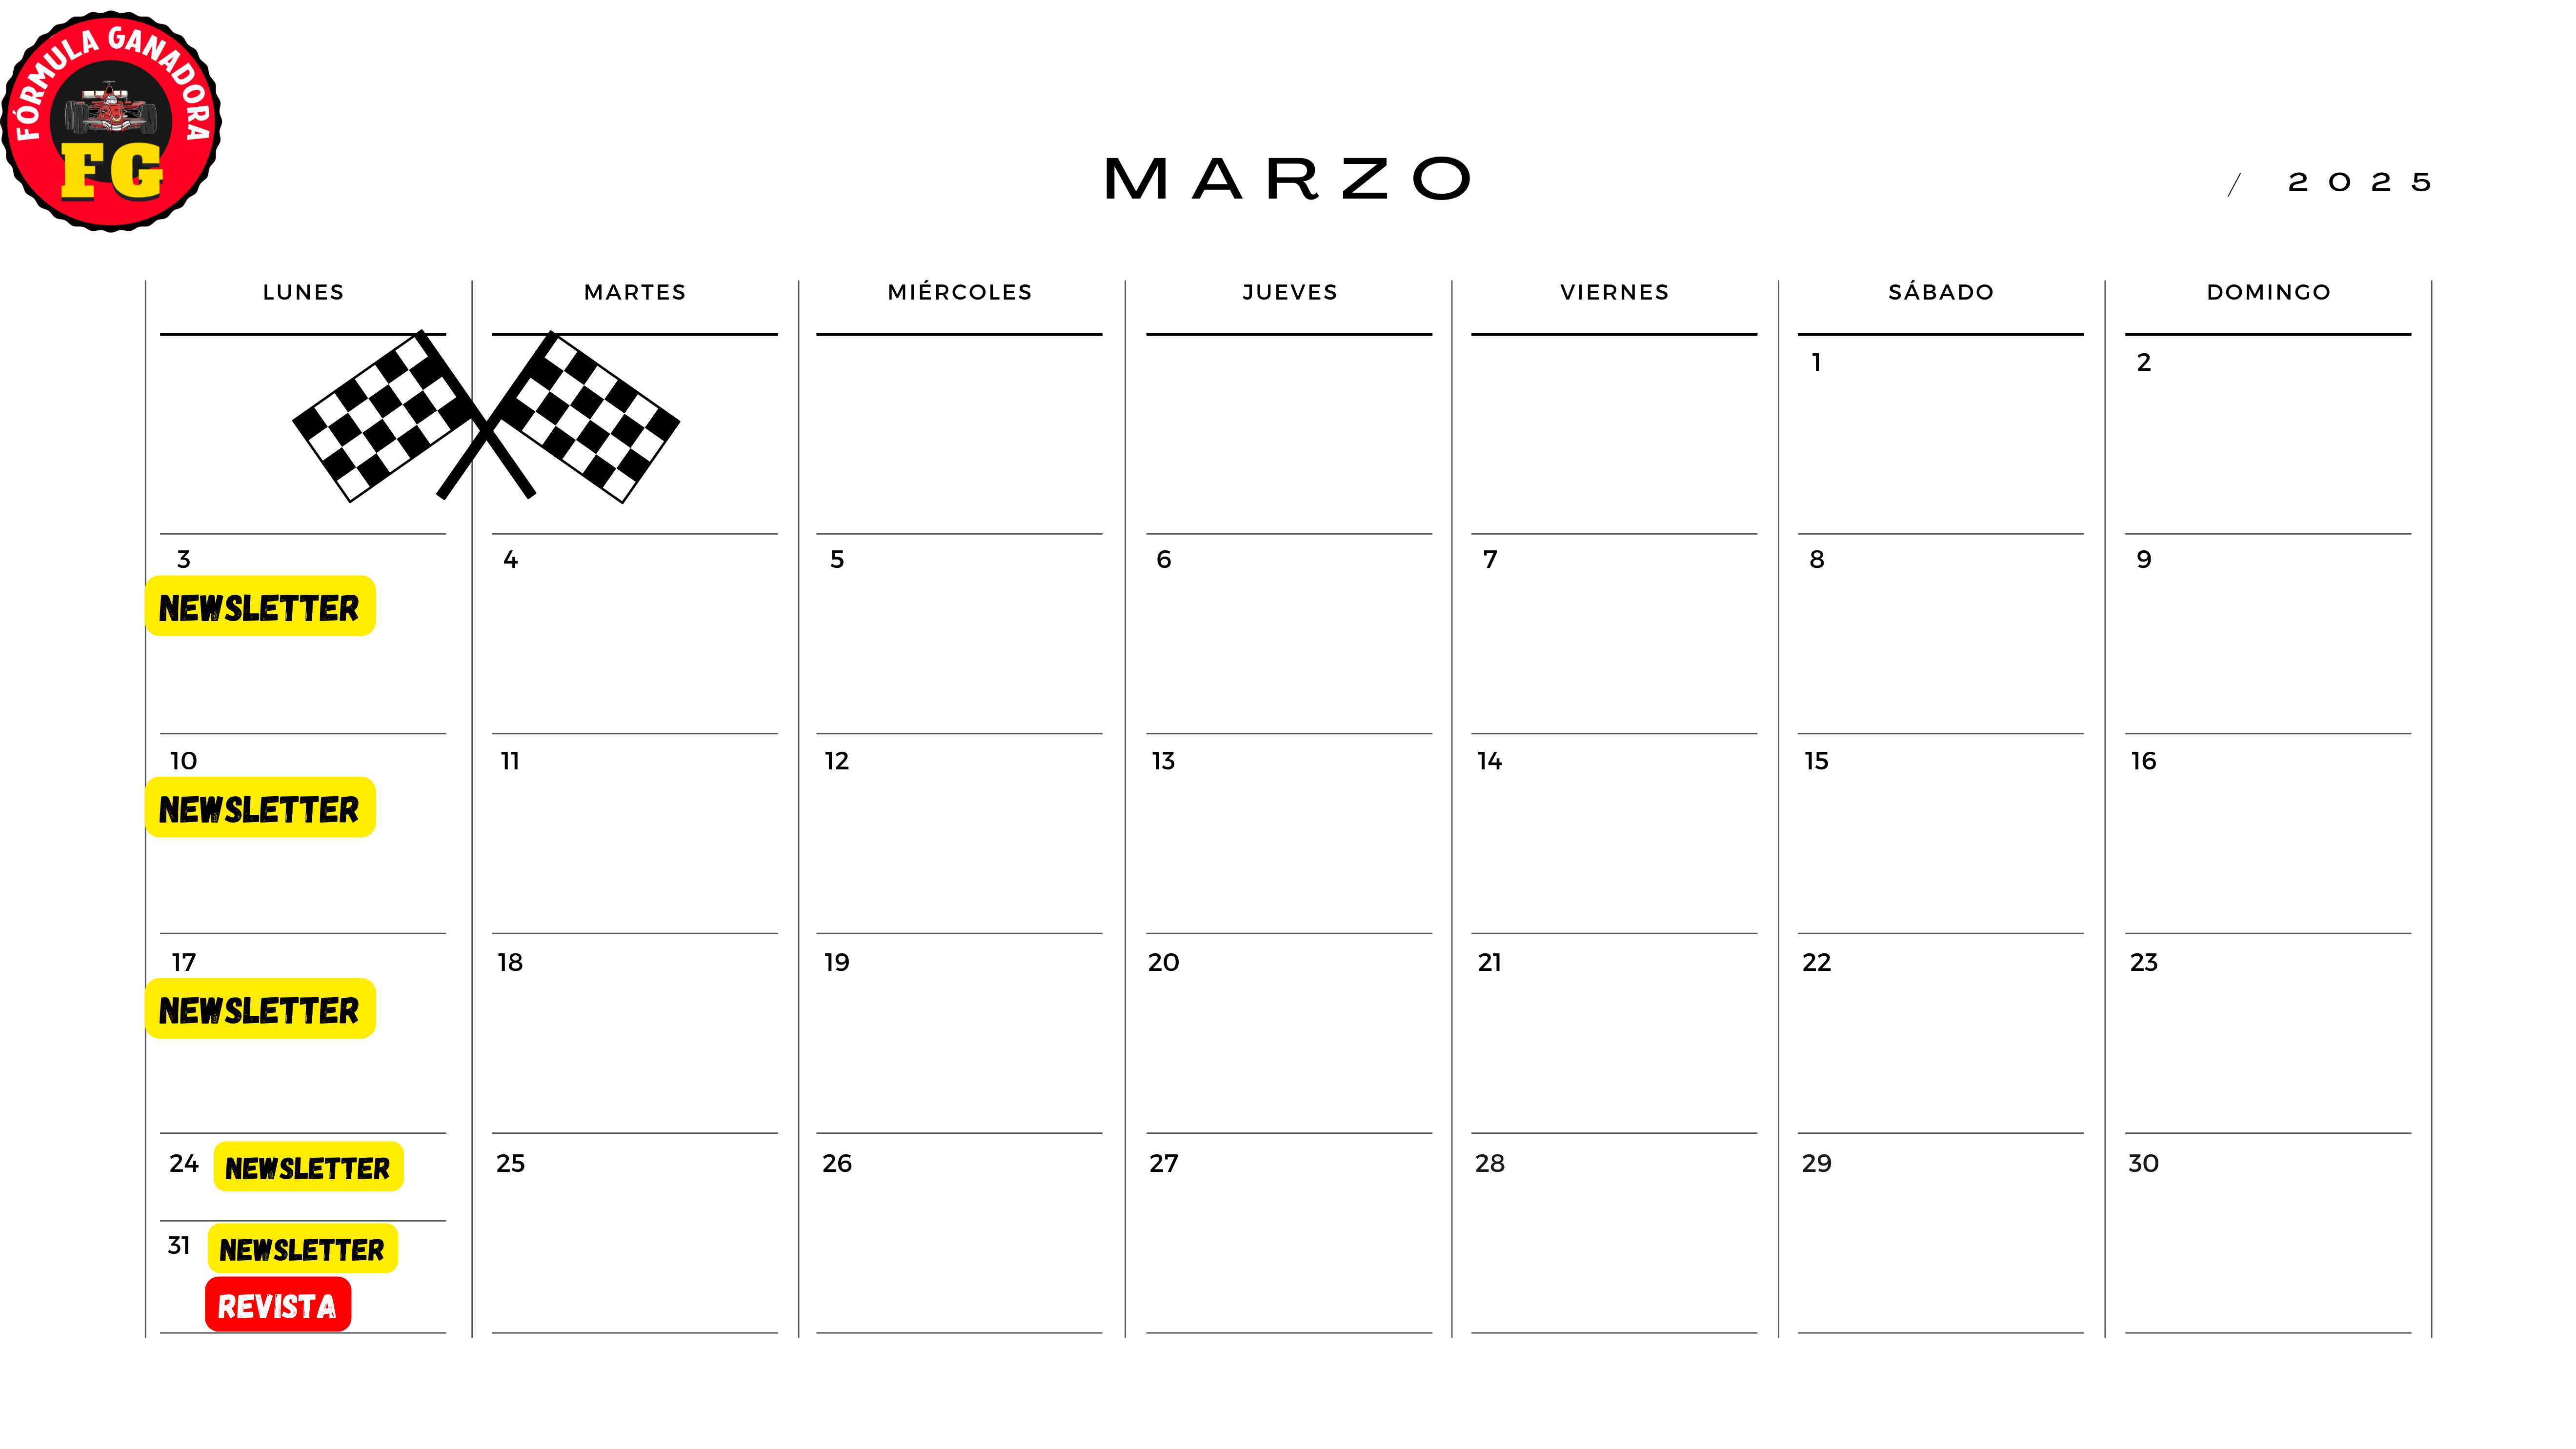 FÓRMULA GANADORA
FG
MARZO
/ 2025
LUNES MARTES MIÉRCOLES JUEVES VIERNES SÁBADO DOMINGO
1 2
3 4 5 6 7 8 9
NEWSLETTER
10 11 12 13 14 15 16
NEWSLETTER
17 18 19 20 21 22 23
NEWSLETTER
24 NEWSLETTER 25 26 27 28 29 30
31 NEWSLETTER
REVISTA